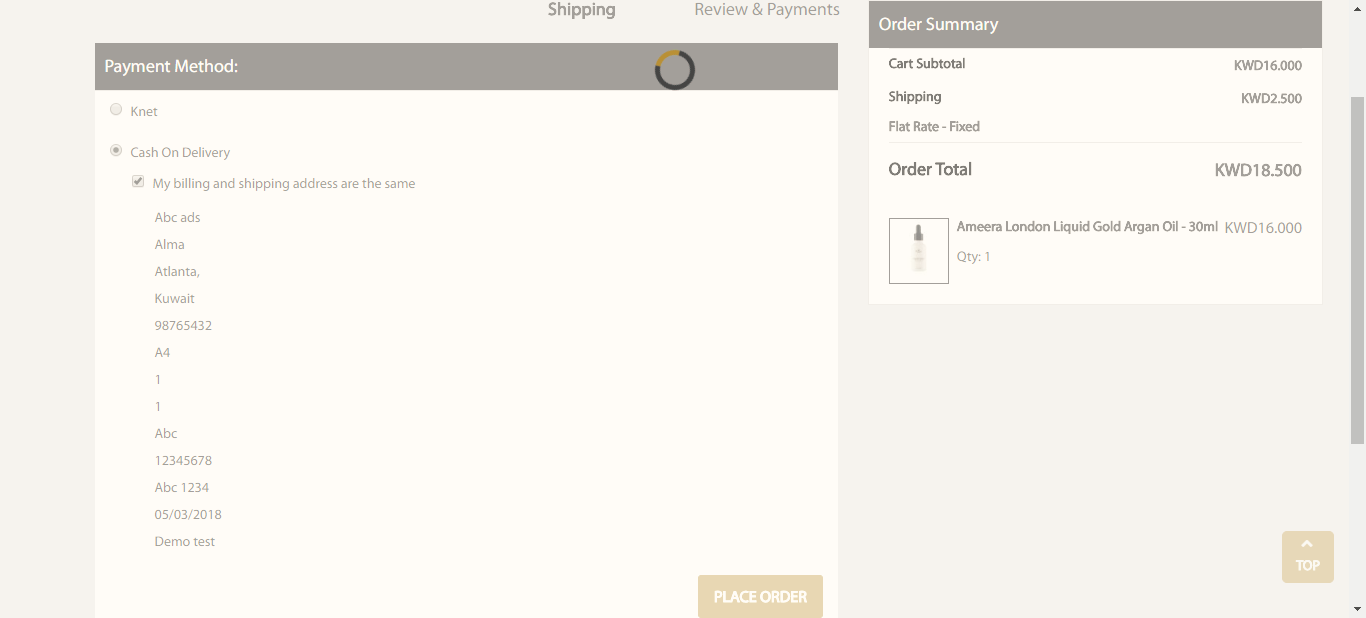 Shipping
Review & Payments
Payment Method:
Knet
Cash On Delivery
My billing and shipping address are the same
Abc ads
Alma
Atlanta,
Kuwait
98765432
A4
1
1
Abc
12345678
Abc 1234
05/03/2018
Demo test
PLACE ORDER
Order Summary
Cart Subtotal KWD16.000
Shipping KWD2.500
Flat Rate - Fixed
Order Total KWD18.500
Ameera London Liquid Gold Argan Oil - 30ml KWD16.000
Qty: 1
TOP